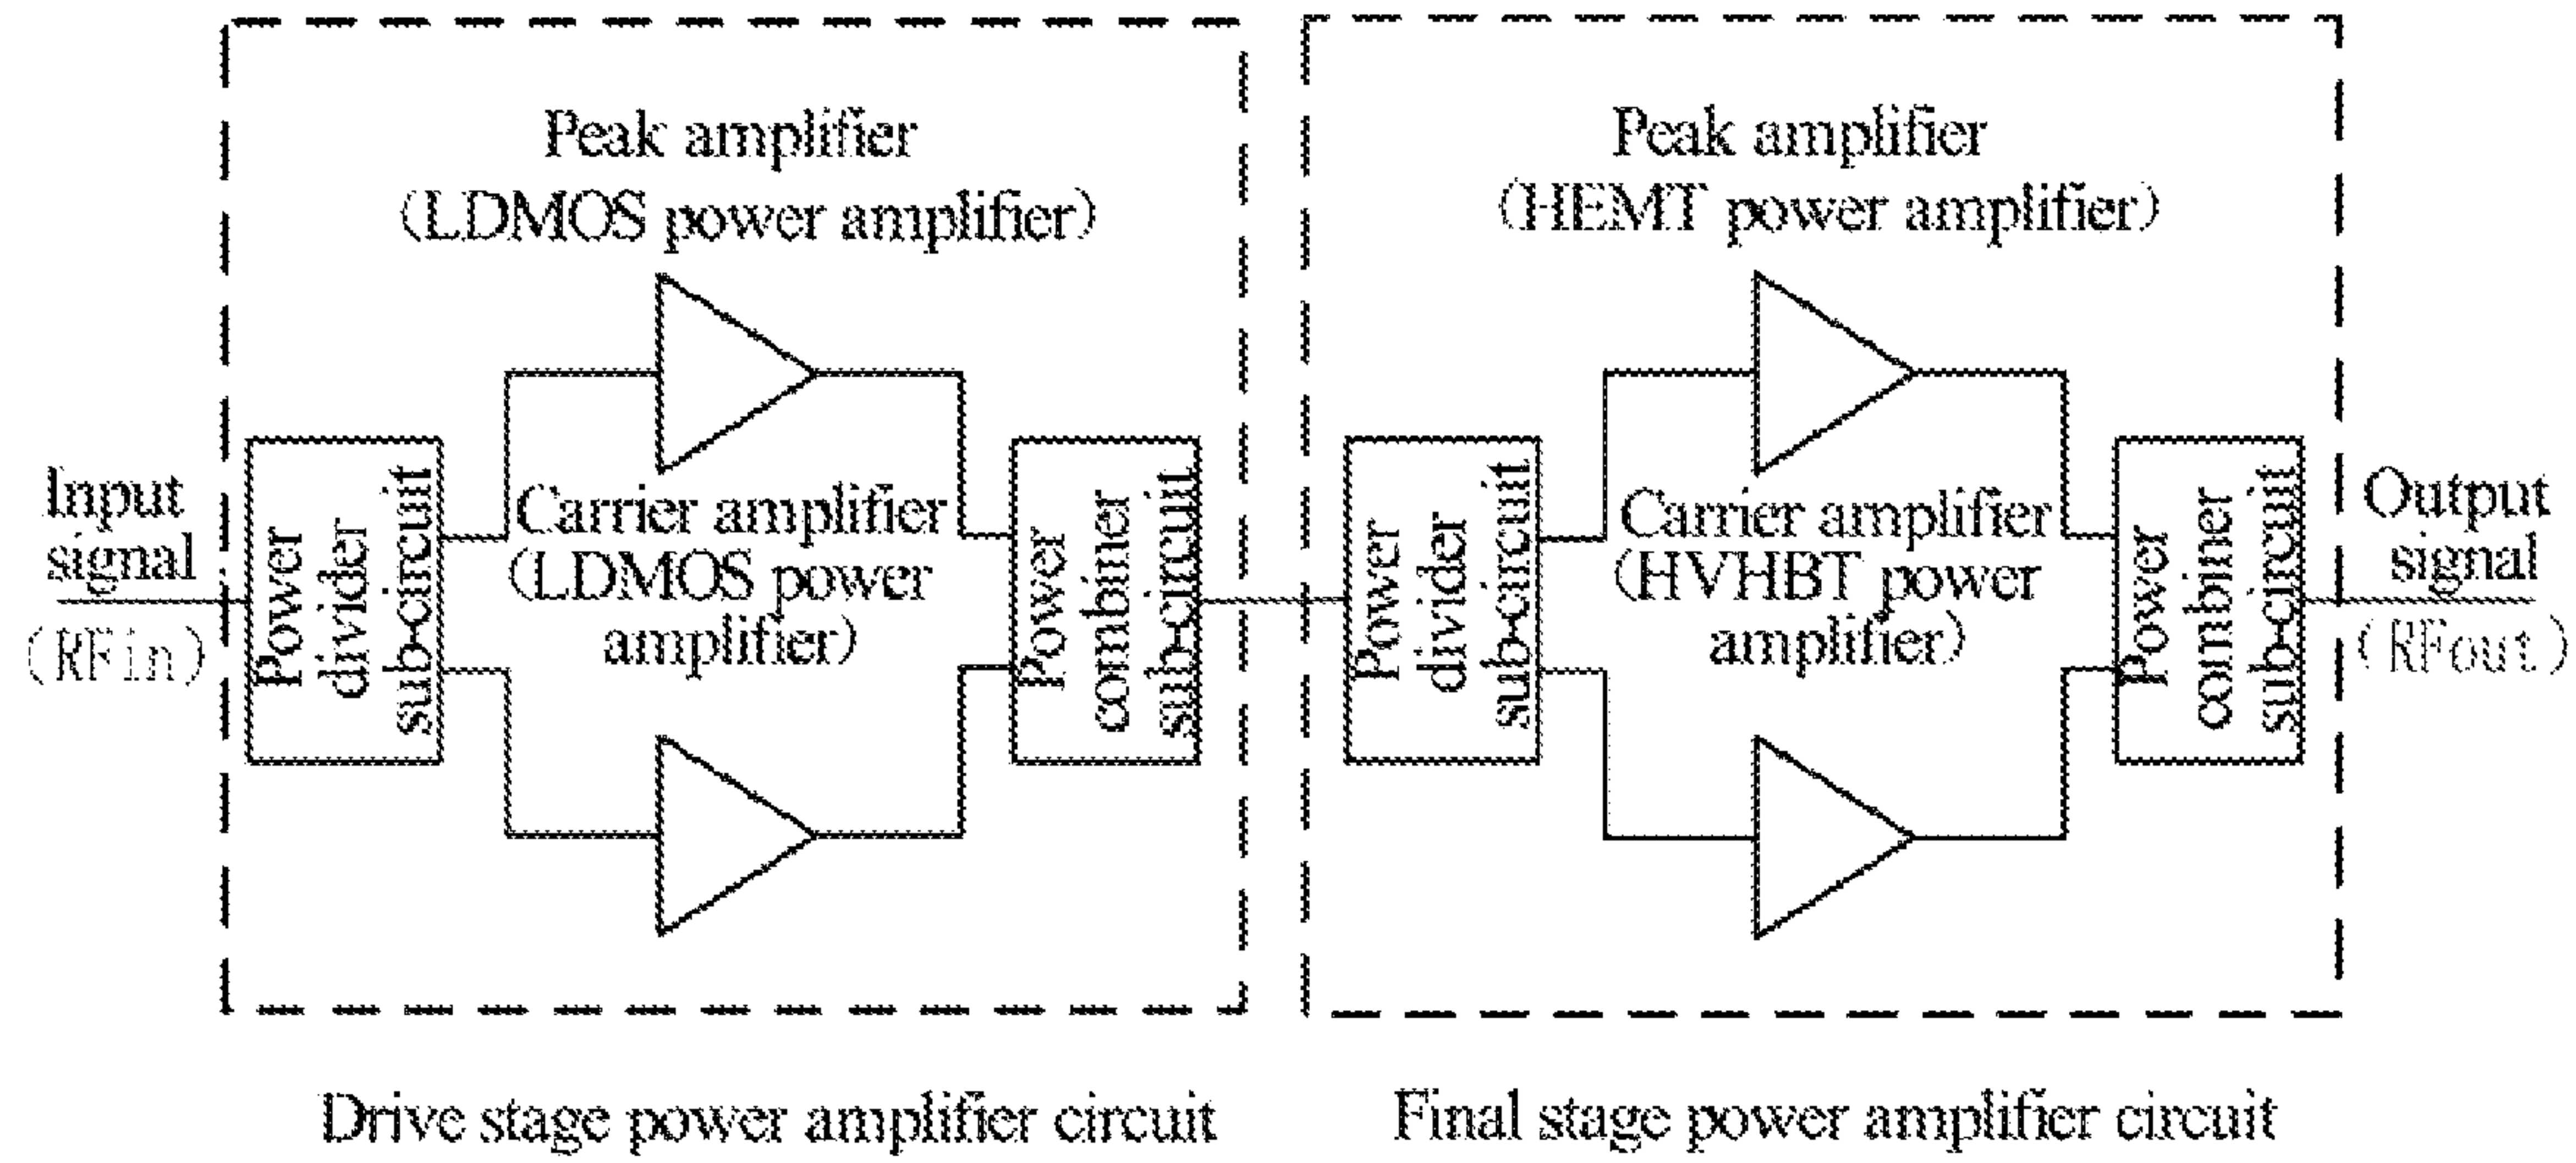 Peak amplifier
(LDMOS power amplifier)
Peak amplifier
(HEMT power amplifier)
Input
signal
(RFin)
Power
divider
sub-circuit
Carrier amplifier
(LDMOS power
amplifier)
Power
combiner
sub-circuit
Power
divider
sub-circuit
Carrier amplifier
(HVHBT power
amplifier)
Power
combiner
sub-circuit
Output
signal
(RFout)
Drive stage power amplifier circuit
Final stage power amplifier circuit